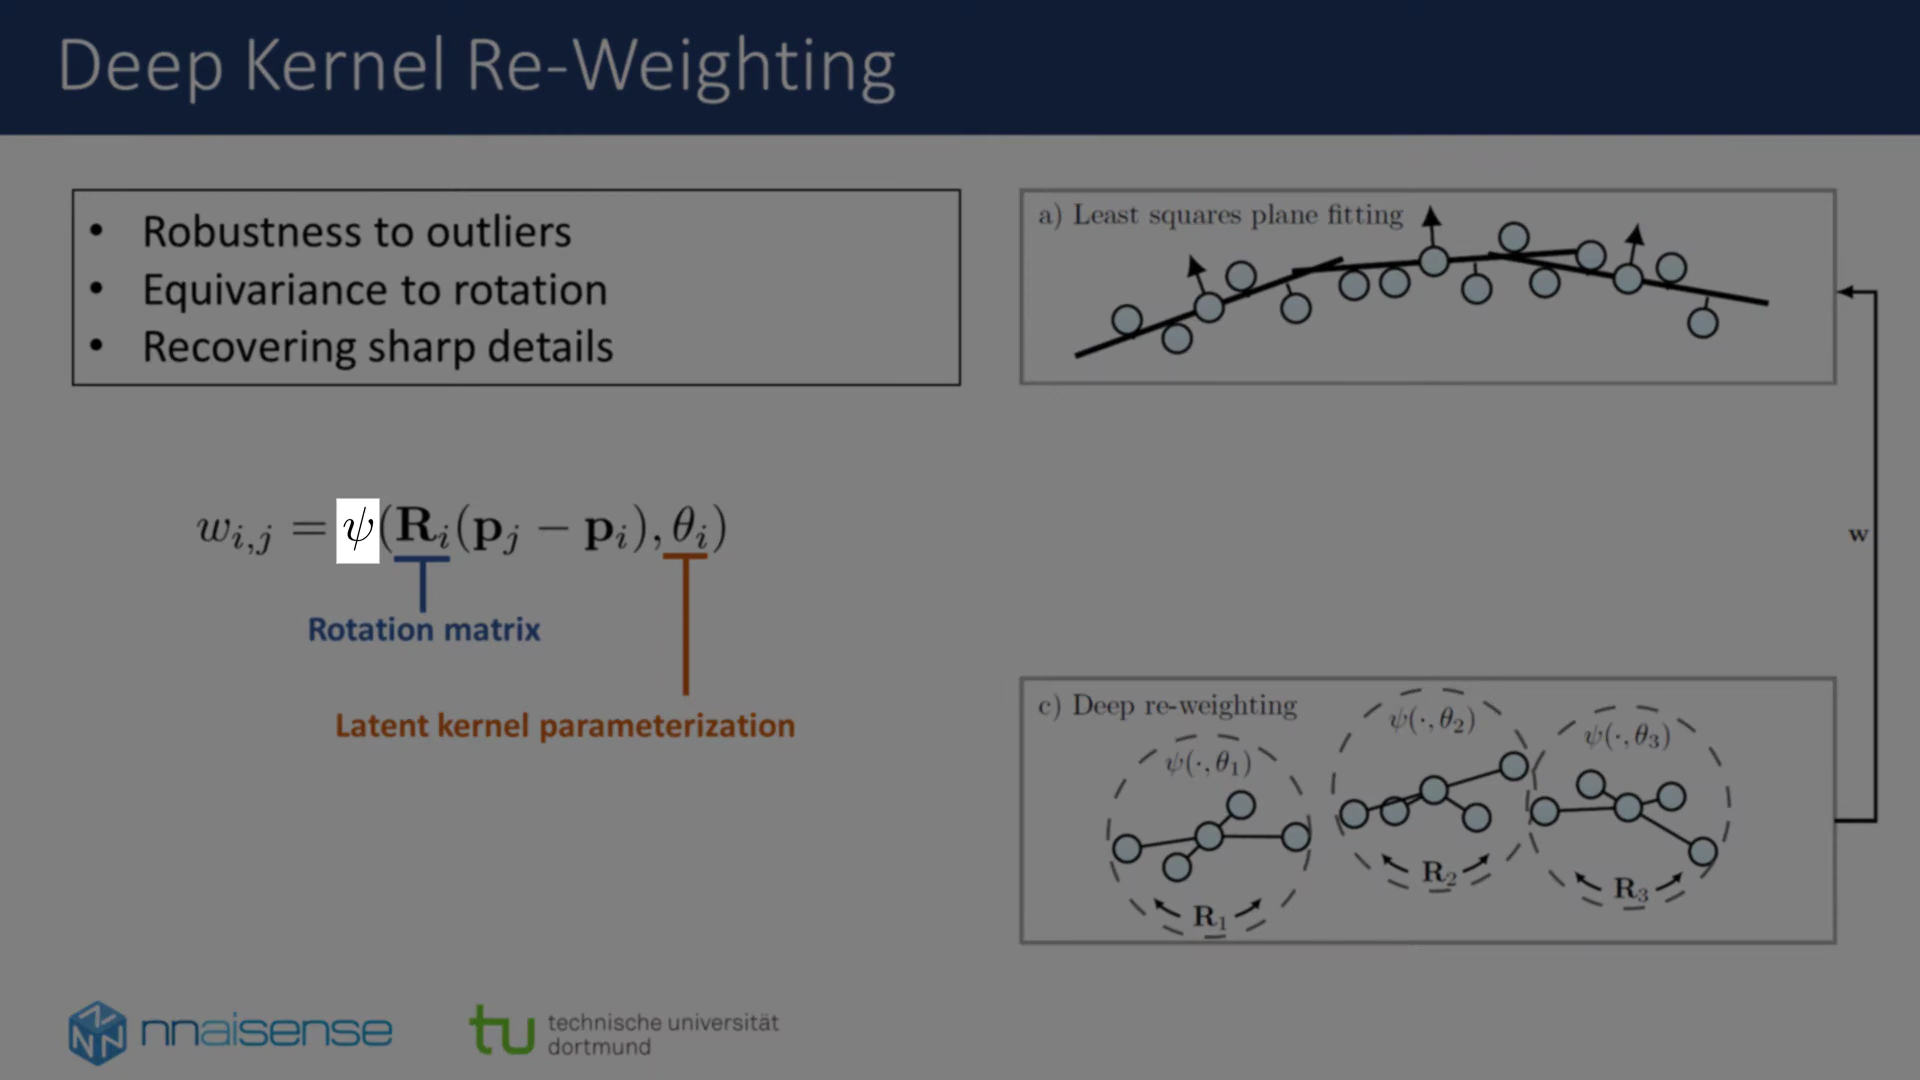 Deep Kernel Re-Weighting
• Robustness to outliers
• Equivariance to rotation
• Recovering sharp details
w_{i,j} = ψ(R_i(p_j − p_i), θ_i)
Rotation matrix
Latent kernel parameterization
a) Least squares plane fitting
w
c) Deep re-weighting
ψ(·, θ_1)
ψ(·, θ_2)
ψ(·, θ_3)
R_1
R_2
R_3
NNN nnaisense
tu technische universität
dortmund